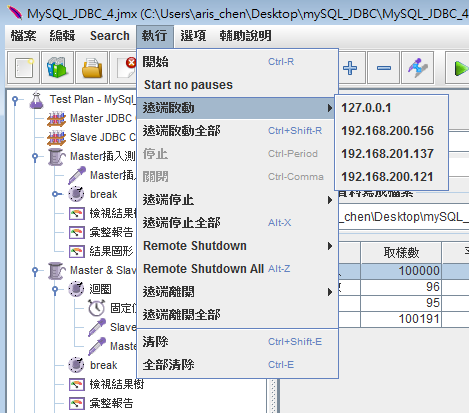 MySQL_JDBC_4.jmx (C:\Users\aris_chen\Desktop\mySQL_JDBC\MySQL_JDBC_4
檔案 編輯 Search 執行 選項 輔助說明
開始 Ctrl-R
Start no pauses
遠端啟動
127.0.0.1
192.168.200.156
192.168.201.137
192.168.200.121
遠端啟動全部 Ctrl+Shift-R
停止 Ctrl-Period
關閉 Ctrl-Comma
遠端停止
遠端停止全部 Alt-X
Remote Shutdown
Remote Shutdown All Alt-Z
遠端離開
遠端離開全部
清除 Ctrl+Shift-E
全部清除 Ctrl-E
Test Plan - MySq
Master JDBC
Slave JDBC C
Master插入測
Master插
break
檢視結果樹
彙整報告
結果圖形
Master & Slav
迴圈
固定
Slave
Maste
break
檢視結果樹
彙整報告
_chen\Desktop\mySQL_
取樣數
100000
96
95
100191